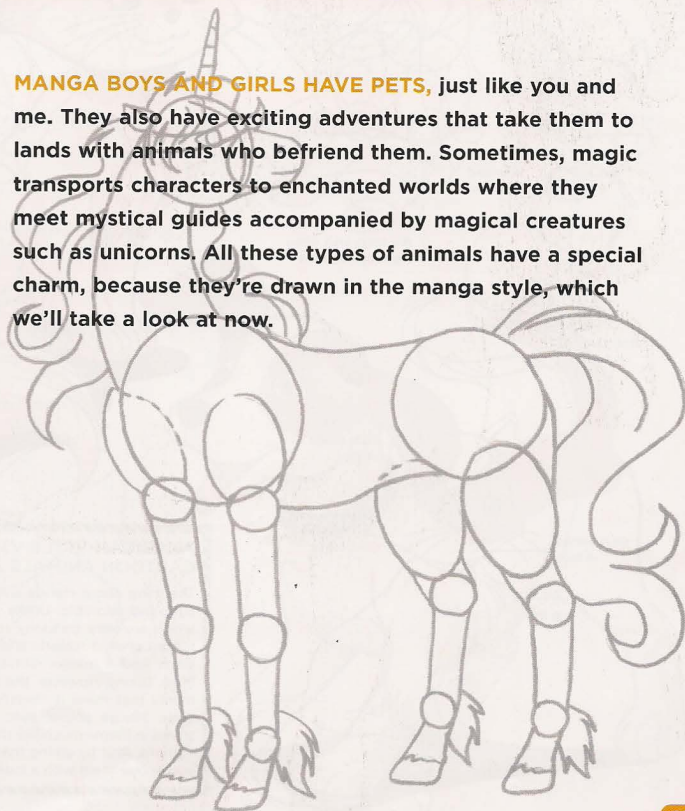 MANGA BOYS AND GIRLS HAVE PETS, just like you and
me. They also have exciting adventures that take them to
lands with animals who befriend them. Sometimes, magic
transports characters to enchanted worlds where they
meet mystical guides accompanied by magical creatures
such as unicorns. All these types of animals have a special
charm, because they're drawn in the manga style, which
we'll take a look at now.